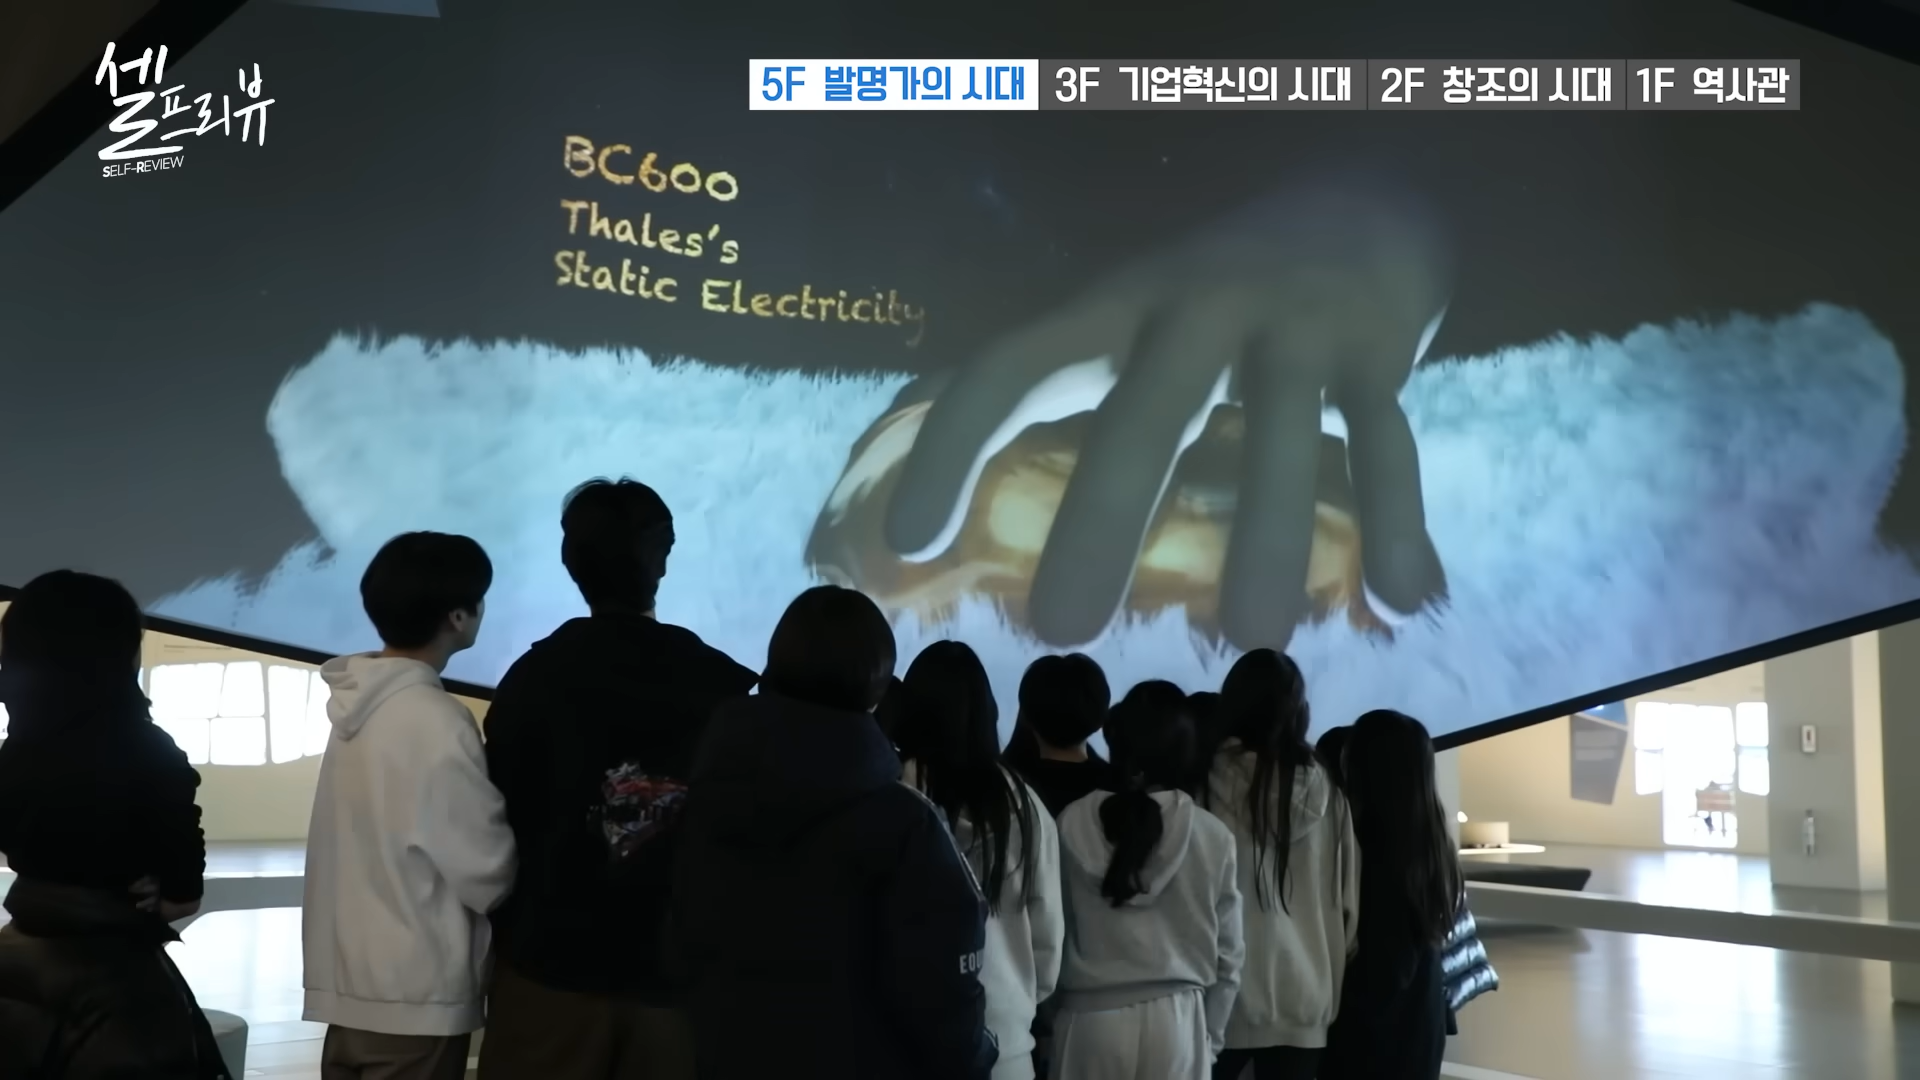 셀프리뷰
SELF-REVIEW
5F 발명가의 시대 3F 기업혁신의 시대 2F 창조의 시대 1F 역사관
BC600
Thales's
Static Electricity